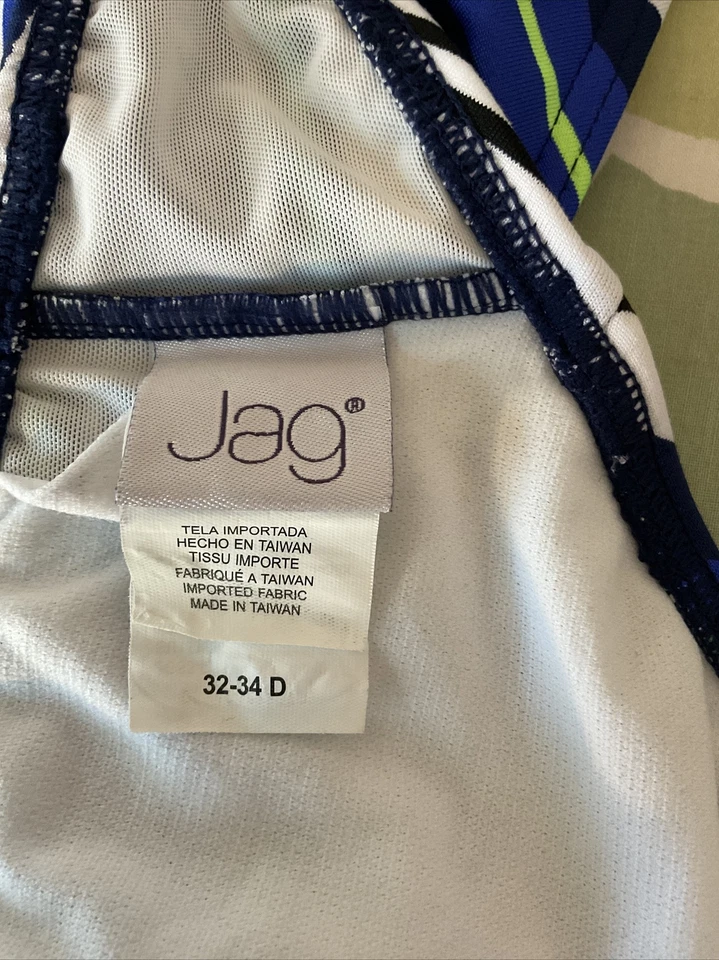 Jag®
TELA IMPORTADA
HECHO EN TAIWAN
TISSU IMPORTE
FABRIQUÉ A TAIWAN
IMPORTED FABRIC
MADE IN TAIWAN
32-34 D